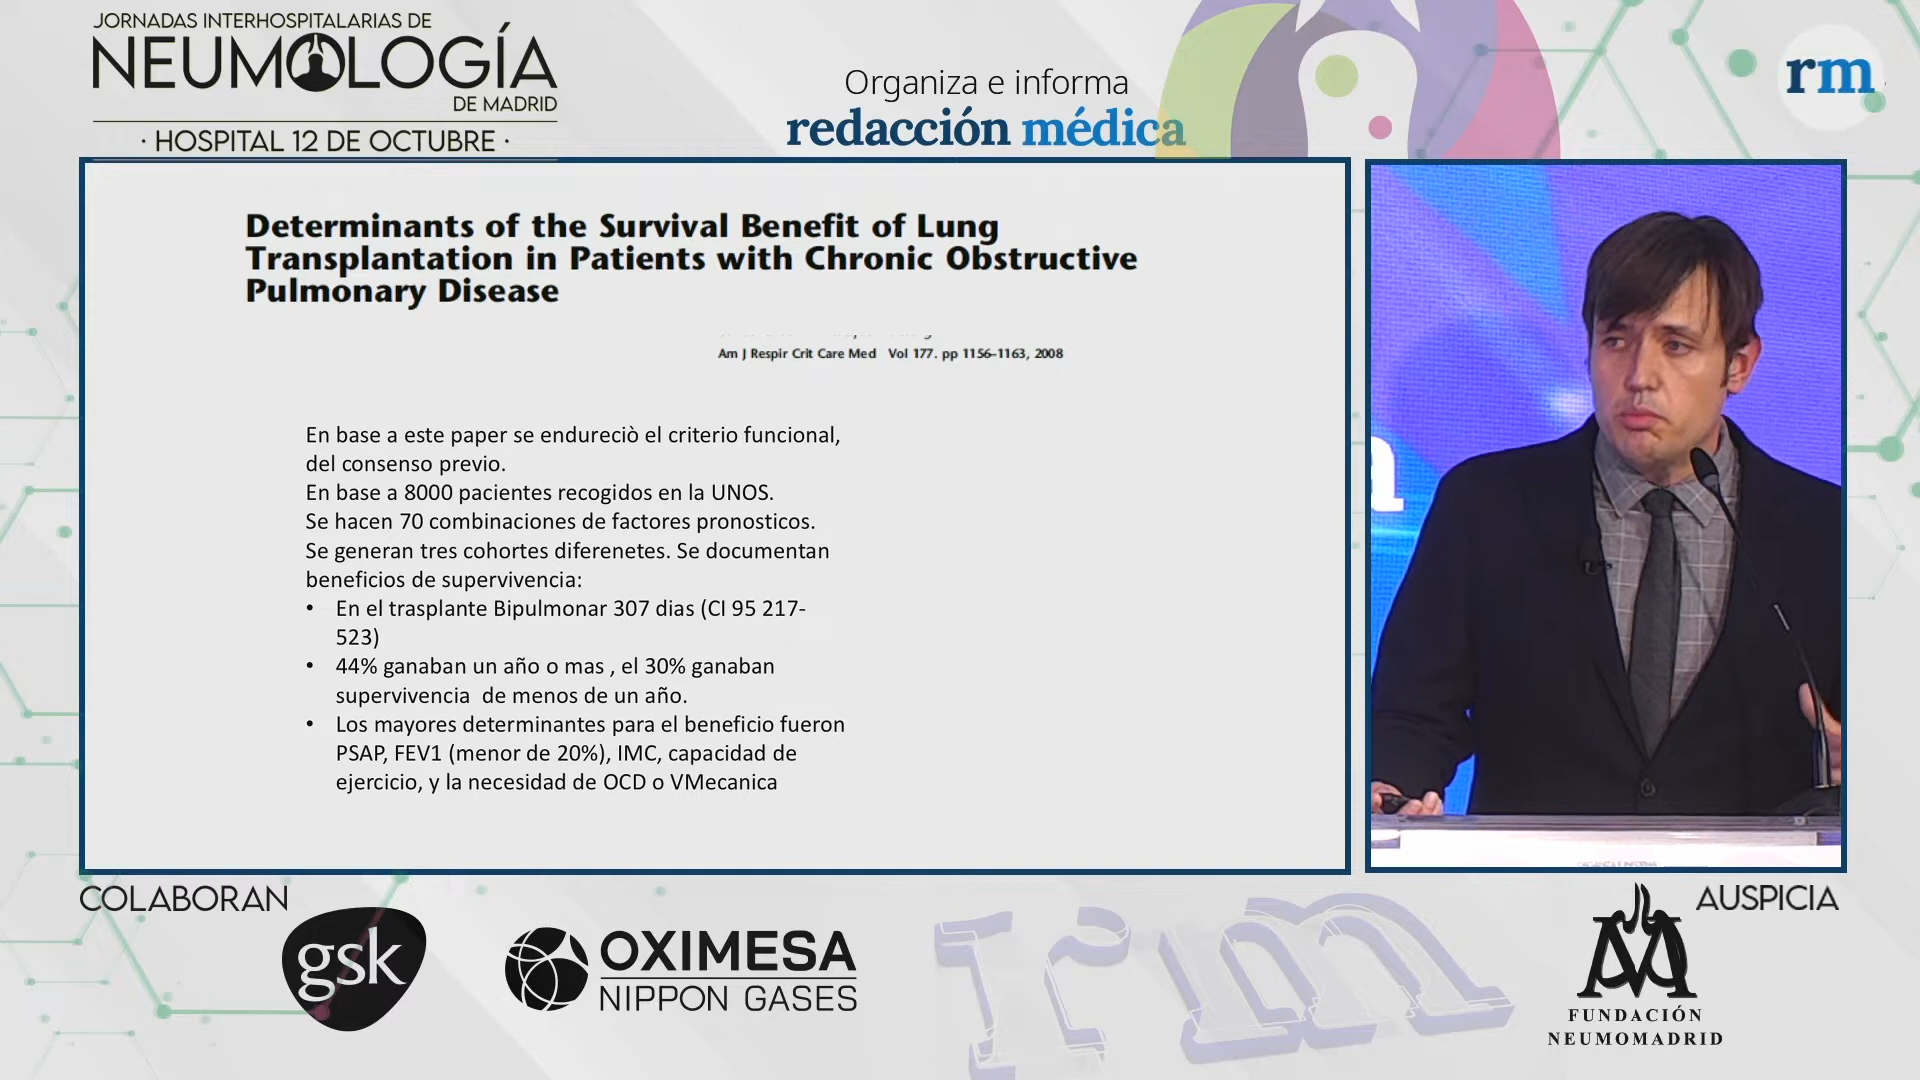 JORNADAS INTERHOSPITALARIAS DE
NEUMOLOGÍA
DE MADRID
· HOSPITAL 12 DE OCTUBRE ·
Organiza e informa
redacción médica
rm
Determinants of the Survival Benefit of Lung
Transplantation in Patients with Chronic Obstructive
Pulmonary Disease
Am J Respir Crit Care Med Vol 177. pp 1156–1163, 2008
En base a este paper se endureciò el criterio funcional,
del consenso previo.
En base a 8000 pacientes recogidos en la UNOS.
Se hacen 70 combinaciones de factores pronosticos.
Se generan tres cohortes diferenetes. Se documentan
beneficios de supervivencia:
• En el trasplante Bipulmonar 307 dias (CI 95 217-
523)
• 44% ganaban un año o mas , el 30% ganaban
supervivencia de menos de un año.
• Los mayores determinantes para el beneficio fueron
PSAP, FEV1 (menor de 20%), IMC, capacidad de
ejercicio, y la necesidad de OCD o VMecanica
COLABORAN
gsk
OXIMESA
NIPPON GASES
rm
AUSPICIA
FUNDACIÓN
NEUMOMADRID